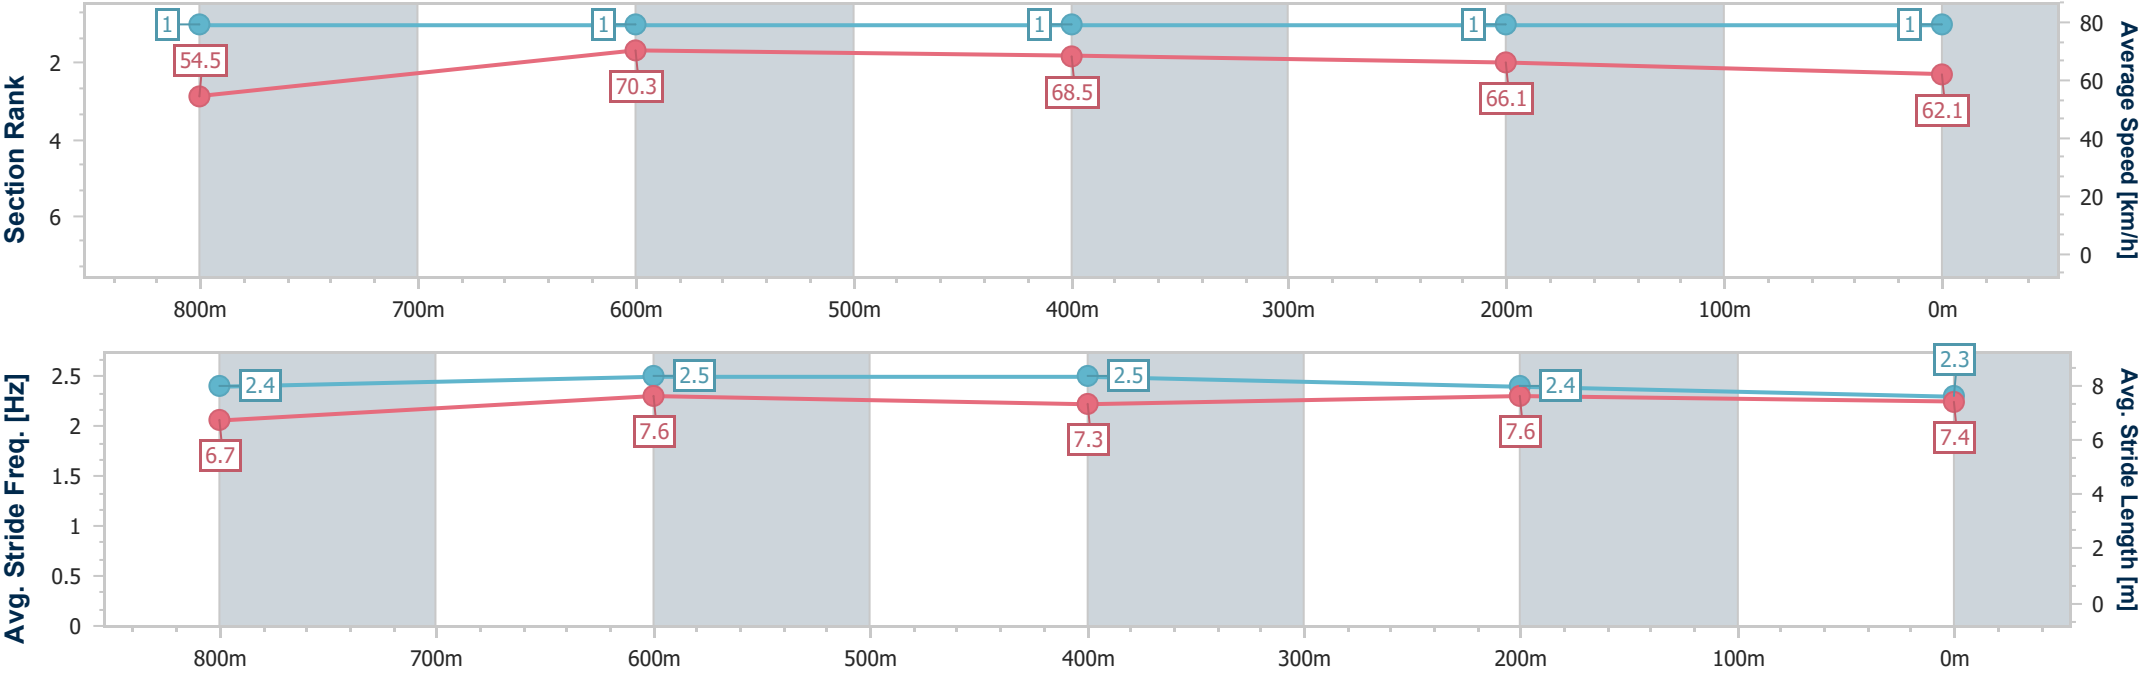 Section Rank
2
4
6
1
1
1
1
1
54.5
70.3
68.5
66.1
62.1
80
60
40
20
0
Average Speed [km/h]
800m
700m
600m
500m
400m
300m
200m
100m
0m
Avg. Stride Freq. [Hz]
2.5
2
1.5
1
0.5
0
2.4
2.5
2.5
2.4
2.3
6.7
7.6
7.3
7.6
7.4
8
6
4
2
0
Avg. Stride Length [m]
800m
700m
600m
500m
400m
300m
200m
100m
0m